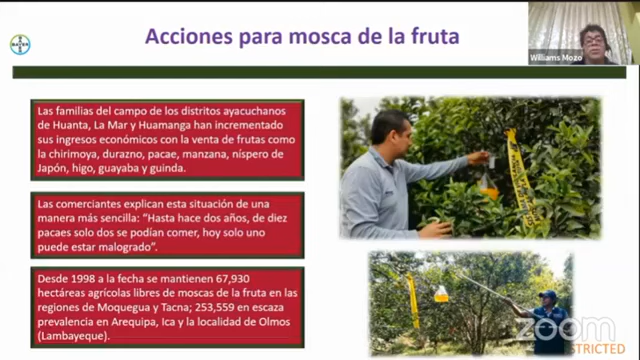 Acciones para mosca de la fruta
BAYER
Williams Mozo
Las familias del campo de los distritos ayacuchanos
de Huanta, La Mar y Huamanga han incrementado
sus ingresos económicos con la venta de frutas como
la chirimoya, durazno, pacae, manzana, níspero de
Japón, higo, guayaba y guinda.
Las comerciantes explican esta situación de una
manera más sencilla: “Hasta hace dos años, de diez
pacaes solo dos se podían comer, hoy solo uno
puede estar malogrado”.
Desde 1998 a la fecha se mantienen 67,930
hectáreas agrícolas libres de moscas de la fruta en las
regiones de Moquegua y Tacna; 253,559 en escaza
prevalencia en Arequipa, Ica y la localidad de Olmos
(Lambayeque).
zoom
STRICTED